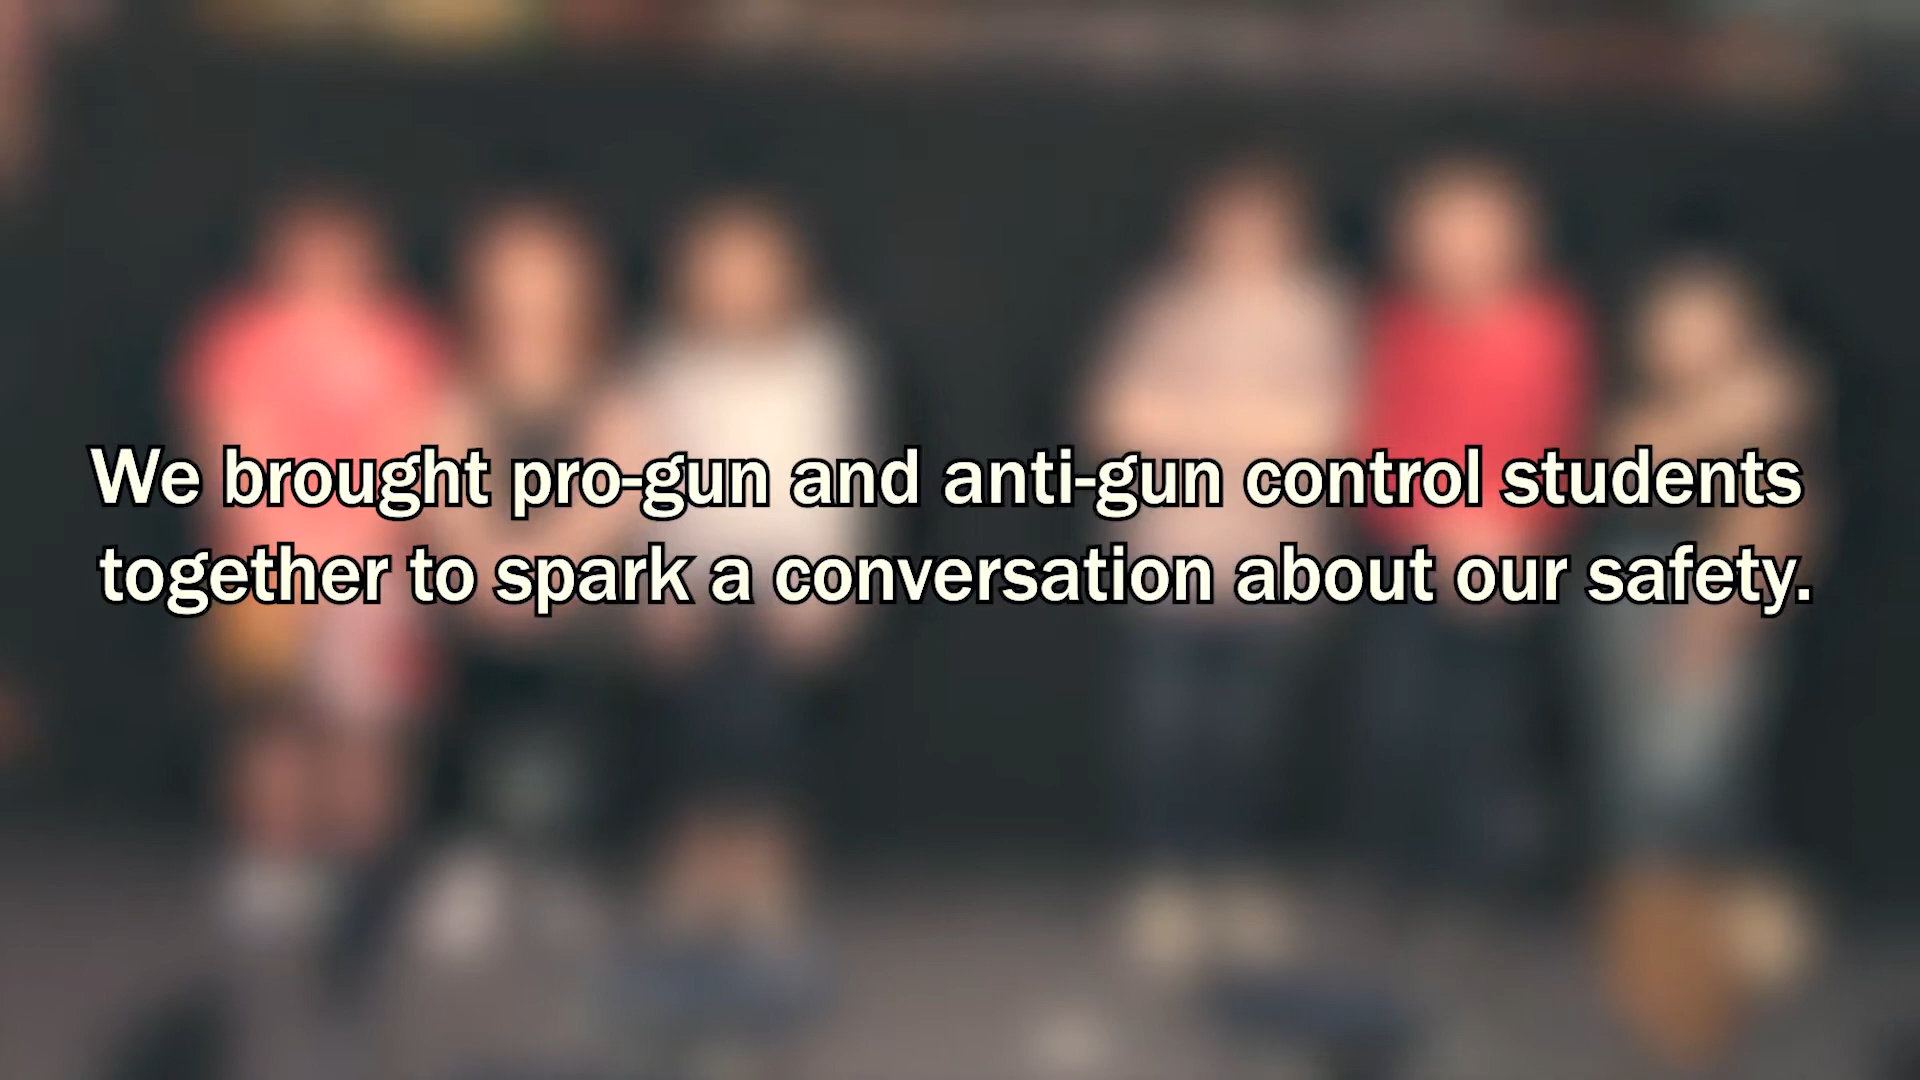 We brought pro-gun and anti-gun control students
together to spark a conversation about our safety.